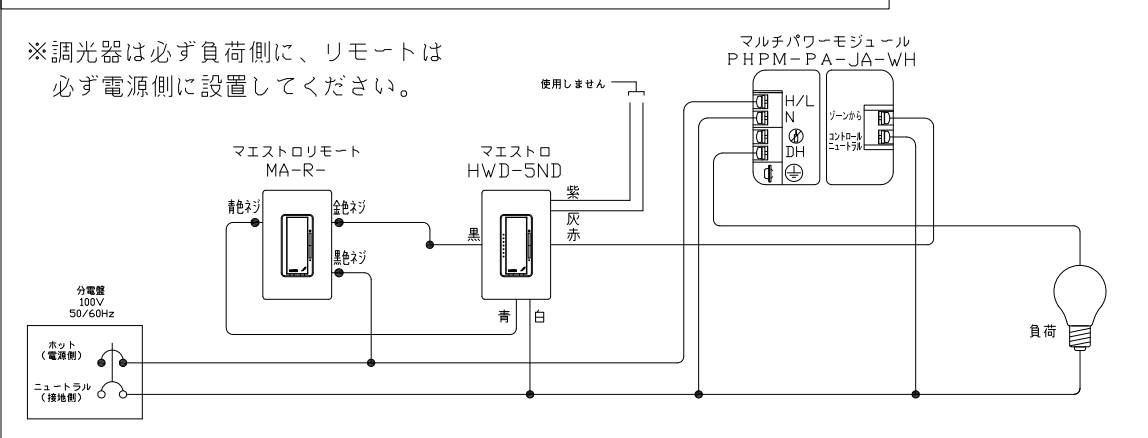 ※調光器は必ず負荷側に、リモートは
必ず電源側に設置してください。
使用しません
マルチパワーモジュール
PHPM-PA-JA-WH
H/L
N
DH
ゾーンから
コントロール
ニュートラル
マエストロリモート
MA-R-
青色ネジ
金色ネジ
黒色ネジ
マエストロ
HWD-5ND
紫
灰
赤
黒
青
白
分電盤
100V
50/60Hz
ホット
(電源側)
ニュートラル
(接地側)
負荷